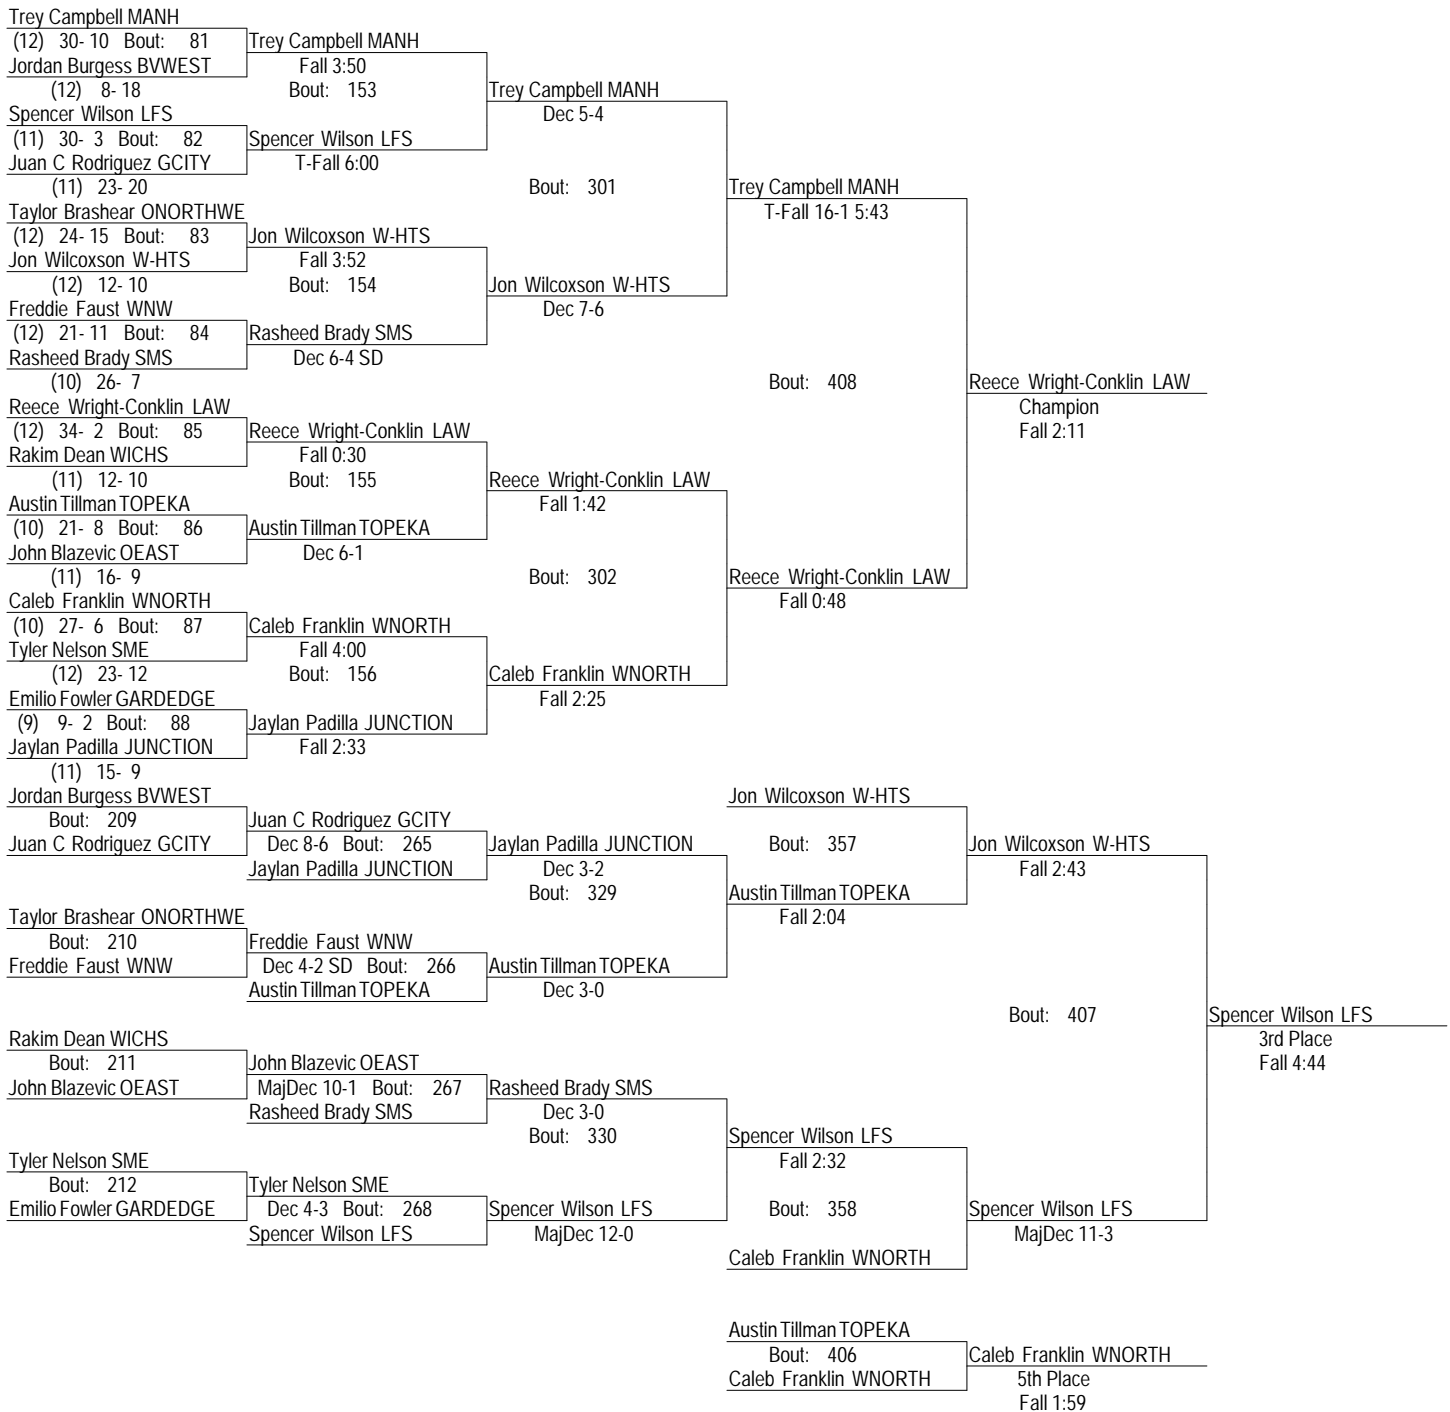 Trey Campbell MANH
(12) 30- 10 Bout: 81
Jordan Burgess BVWEST
(12) 8- 18
Spencer Wilson LFS
(11) 30- 3 Bout: 82
Juan C Rodriguez GCITY
(11) 23- 20
Taylor Brashear ONORTHWE
(12) 24- 15 Bout: 83
Jon Wilcoxson W-HTS
(12) 12- 10
Freddie Faust WNW
(12) 21- 11 Bout: 84
Rasheed Brady SMS
(10) 26- 7
Reece Wright-Conklin LAW
(12) 34- 2 Bout: 85
Rakim Dean WICHS
(11) 12- 10
Austin Tillman TOPEKA
(10) 21- 8 Bout: 86
John Blazevic OEAST
(11) 16- 9
Caleb Franklin WNORTH
(10) 27- 6 Bout: 87
Tyler Nelson SME
(12) 23- 12
Emilio Fowler GARDEDGE
(9) 9- 2 Bout: 88
Jaylan Padilla JUNCTION
(11) 15- 9
Trey Campbell MANH
Fall 3:50
Bout: 153
Spencer Wilson LFS
T-Fall 6:00
Jon Wilcoxson W-HTS
Fall 3:52
Bout: 154
Rasheed Brady SMS
Dec 6-4 SD
Reece Wright-Conklin LAW
Fall 0:30
Bout: 155
Austin Tillman TOPEKA
Dec 6-1
Caleb Franklin WNORTH
Fall 4:00
Bout: 156
Jaylan Padilla JUNCTION
Fall 2:33
Trey Campbell MANH
Dec 5-4
Bout: 301
Jon Wilcoxson W-HTS
Dec 7-6
Reece Wright-Conklin LAW
Fall 1:42
Bout: 302
Caleb Franklin WNORTH
Fall 2:25
Trey Campbell MANH
T-Fall 16-1 5:43
Bout: 408
Reece Wright-Conklin LAW
Fall 0:48
Reece Wright-Conklin LAW
Champion
Fall 2:11
Jordan Burgess BVWEST
Bout: 209
Juan C Rodriguez GCITY
Taylor Brashear ONORTHWE
Bout: 210
Freddie Faust WNW
Rakim Dean WICHS
Bout: 211
John Blazevic OEAST
Tyler Nelson SME
Bout: 212
Emilio Fowler GARDEDGE
Juan C Rodriguez GCITY
Dec 8-6 Bout: 265
Jaylan Padilla JUNCTION
Freddie Faust WNW
Dec 4-2 SD Bout: 266
Austin Tillman TOPEKA
John Blazevic OEAST
MajDec 10-1 Bout: 267
Rasheed Brady SMS
Tyler Nelson SME
Dec 4-3 Bout: 268
Spencer Wilson LFS
Jaylan Padilla JUNCTION
Dec 3-2
Bout: 329
Austin Tillman TOPEKA
Dec 3-0
Rasheed Brady SMS
Dec 3-0
Bout: 330
Spencer Wilson LFS
MajDec 12-0
Jon Wilcoxson W-HTS
Bout: 357
Austin Tillman TOPEKA
Fall 2:04
Spencer Wilson LFS
Fall 2:32
Bout: 358
Caleb Franklin WNORTH
Jon Wilcoxson W-HTS
Fall 2:43
Bout: 407
Spencer Wilson LFS
MajDec 11-3
Spencer Wilson LFS
3rd Place
Fall 4:44
Austin Tillman TOPEKA
Bout: 406
Caleb Franklin WNORTH
Caleb Franklin WNORTH
5th Place
Fall 1:59